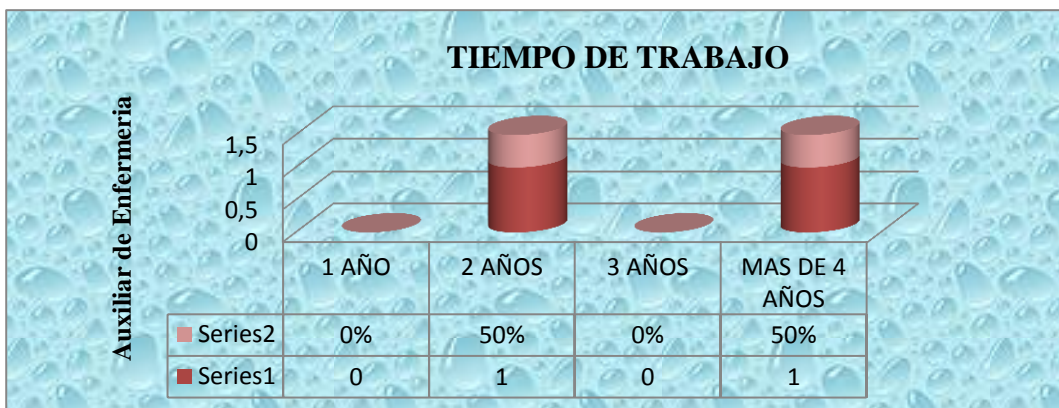 TIEMPO DE TRABAJO
Auxiliar de Enfermeria
1,5
1
0,5
0
1 AÑO 2 AÑOS 3 AÑOS MAS DE 4
AÑOS
Series2 0% 50% 0% 50%
Series1 0 1 0 1